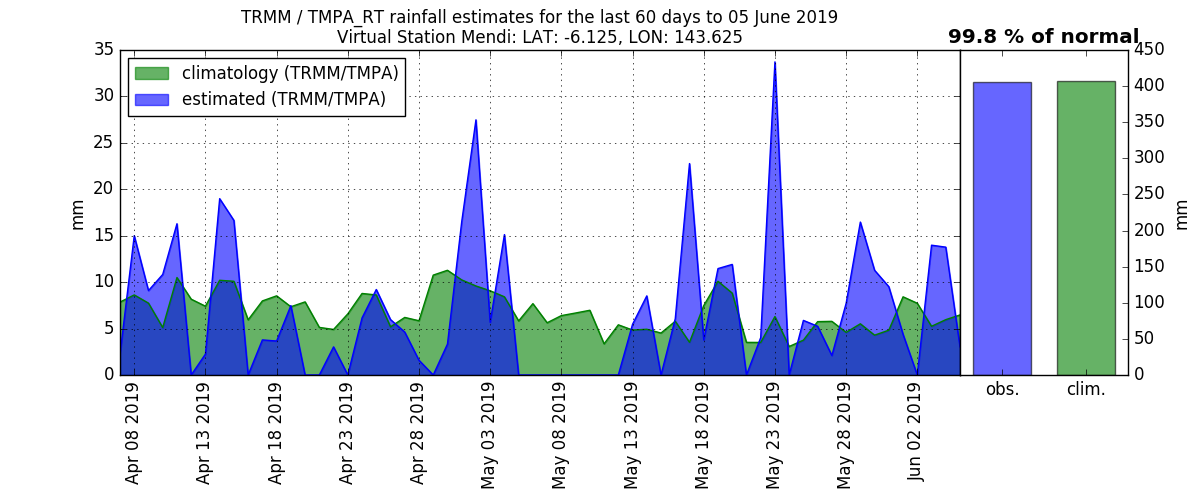 TRMM / TMPA_RT rainfall estimates for the last 60 days to 05 June 2019
Virtual Station Mendi: LAT: -6.125, LON: 143.625
99.8 % of normal
climatology (TRMM/TMPA)
estimated (TRMM/TMPA)
35
30
25
20
15
10
5
0
mm
Apr 08 2019
Apr 13 2019
Apr 18 2019
Apr 23 2019
Apr 28 2019
May 03 2019
May 08 2019
May 13 2019
May 18 2019
May 23 2019
May 28 2019
Jun 02 2019
450
400
350
300
250
200
150
100
50
0
mm
obs.
clim.